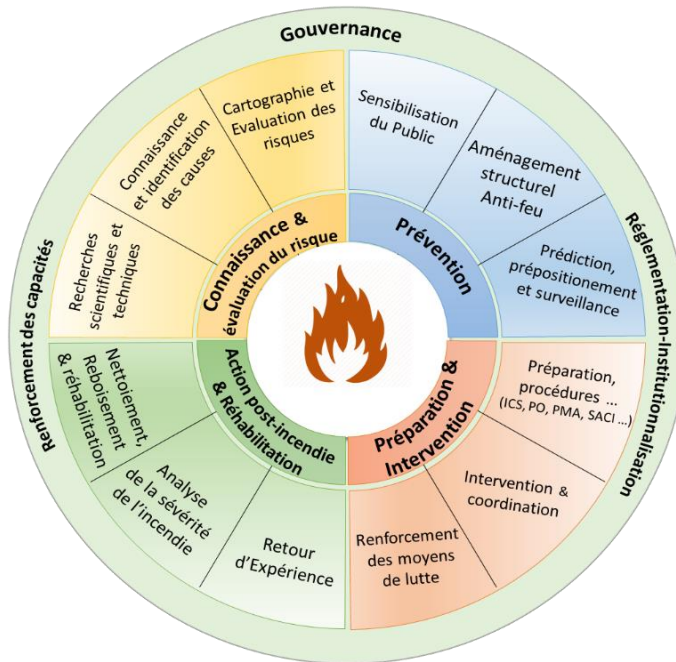 Gouvernance
Cartographie et
Evaluation des
risques
Connaissance
et identification
des causes
Recherches
scientifiques et
techniques
Connaissance &
évaluation du risque
Sensibilisation
du Public
Aménagement
structurel
Anti-feu
Prédiction,
prépositionement
et surveillance
Prévention
Réglementation-Institutionnalisation
Préparation,
procédures ...
(ICS, PO, PMA, SACI ...)
Intervention &
coordination
Renforcement
des moyens
de lutte
Préparation &
Intervention
Retour
d’Expérience
Analyse
de la sévérité
de l’incendie
Nettoiement,
Reboisement
& réhabilitation
Action post-incendie
& Réhabilitation
Renforcement des capacités